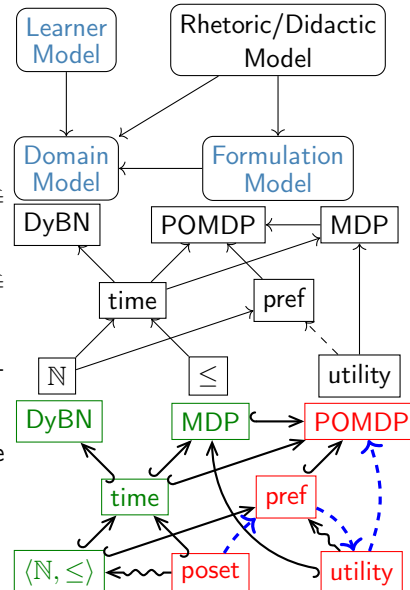 Learner
Model
Rhetoric/Didactic
Model
Domain
Model
Formulation
Model
DyBN
POMDP
MDP
time
pref
ℕ
≤
utility
DyBN
MDP
POMDP
e
time
pref
⟨ℕ, ≤⟩
poset
utility